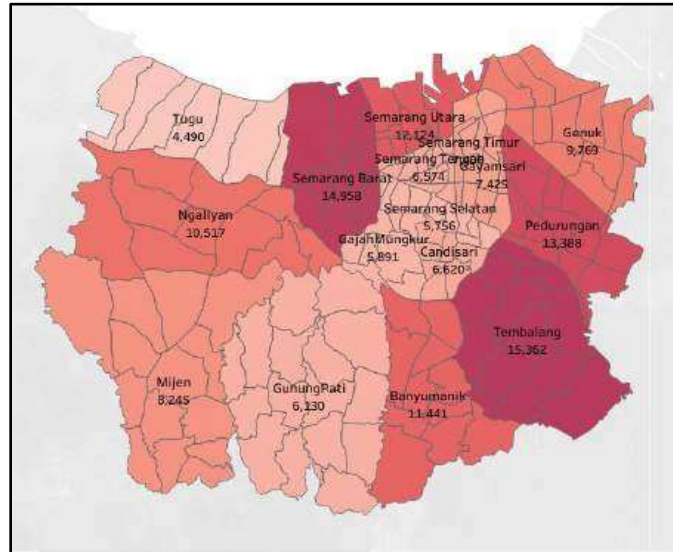 Tugu
4,490
Semarang Utara
12,124
Semarang Timur
Semarang Tengah
6,574
Gayamsari
7,425
Genuk
9,769
Semarang Barat
14,958
Ngaliyan
10,517
Semarang Selatan
5,756
Pedurungan
13,388
GajahMungkur
5,891
Candisari
6,620
Tembalang
15,362
Mijen
8,245
GunungPati
6,130
Banyumanik
11,441